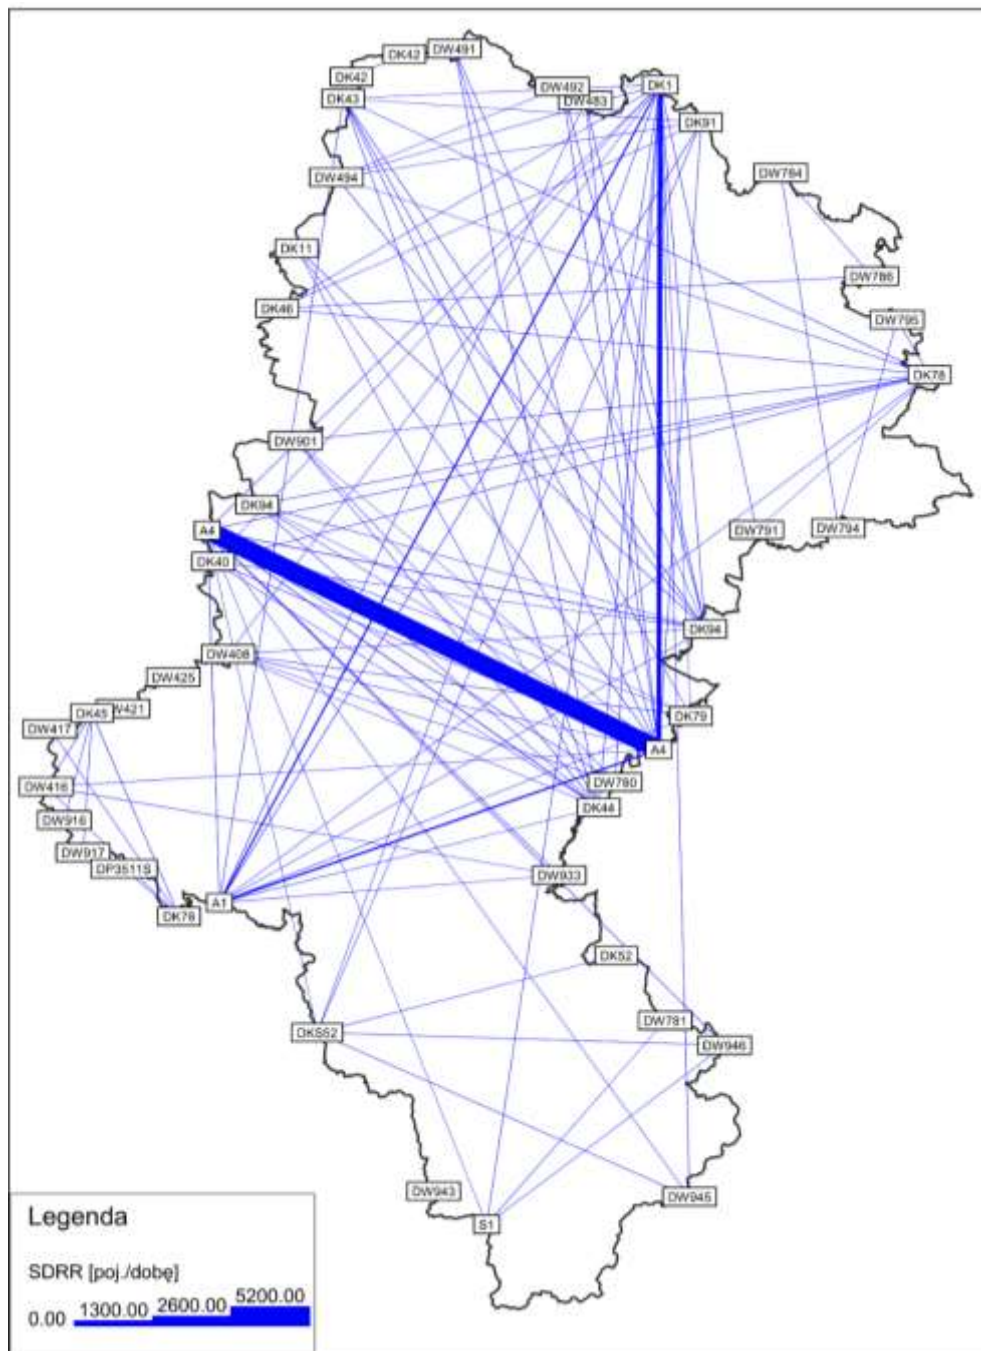 DW491
DK42
DK42
DW492
DK1
DK43
DW483
DK91
DW784
DW494
DK11
DW786
DK46
DW795
DK78
DW901
DK94
A4
DW791
DW794
DK40
DK94
DW408
DW425
DK45
W421
DK79
DW417
A4
DW416
DW780
DK44
DW916
DW917
DP3511S
DW933
A1
DK78
DK52
DKS52
DW781
DW946
DW943
DW945
S1
Legenda
SDRR [poj./dobę]
0.00 1300.00 2600.00 5200.00